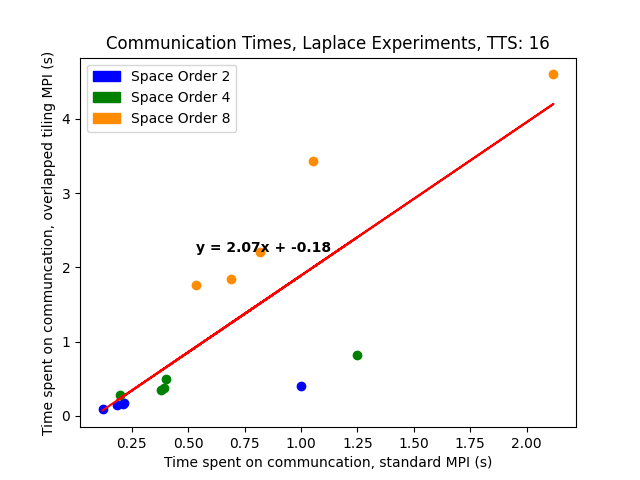 Communication Times, Laplace Experiments, TTS: 16
Time spent on communcation, overlapped tiling MPI (s)
Space Order 2
Space Order 4
Space Order 8
4
3
2
1
0
y = 2.07x + -0.18
0.25 0.50 0.75 1.00 1.25 1.50 1.75 2.00
Time spent on communcation, standard MPI (s)